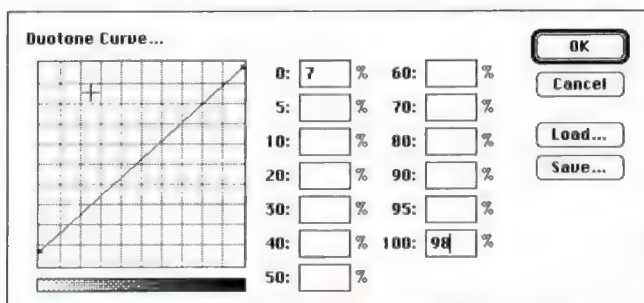 Duotone Curve...
0: 7 % 60: %
5: % 70: %
10: % 80: %
20: % 90: %
30: % 95: %
40: % 100: 98 %
50: %
OK
Cancel
Load...
Save...